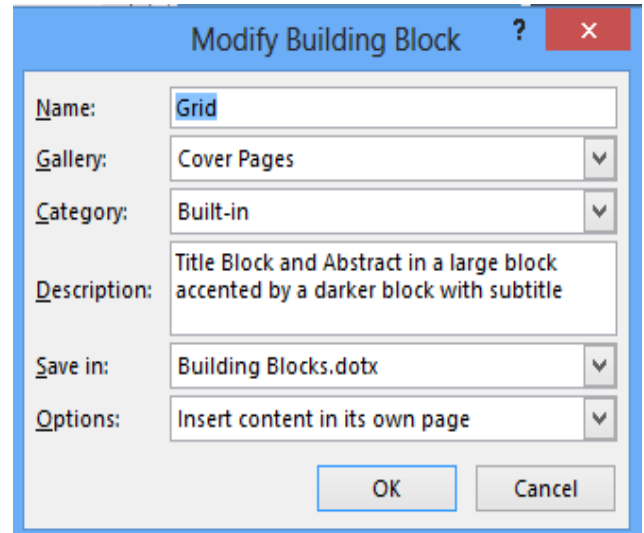 Modify Building Block ?
Name: Grid
Gallery: Cover Pages
Category: Built-in
Title Block and Abstract in a large block
Description: accented by a darker block with subtitle
Save in: Building Blocks.dotx
Options: Insert content in its own page
OK Cancel